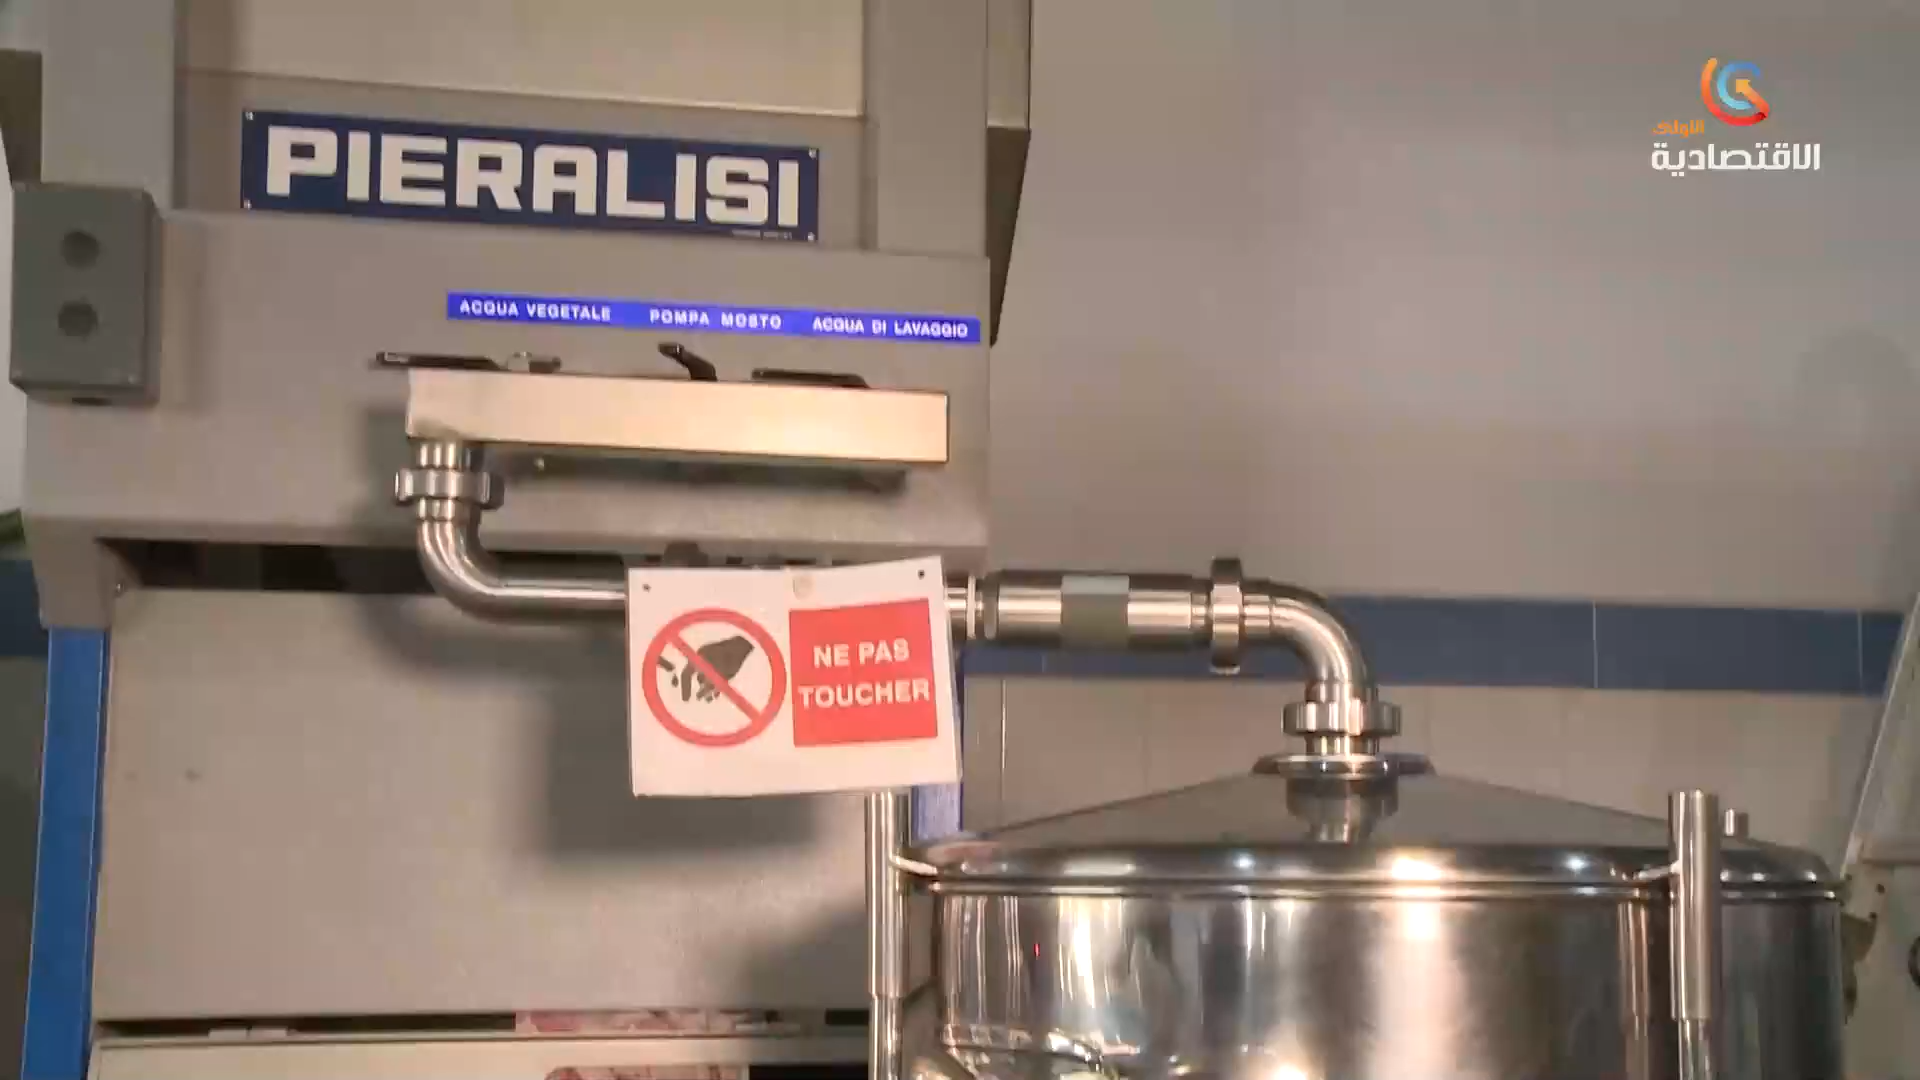 الأولى
الاقتصادية
PIERALISI
ACQUA VEGETALE POMPA MOSTO ACQUA DI LAVAGGIO
NE PAS
TOUCHER